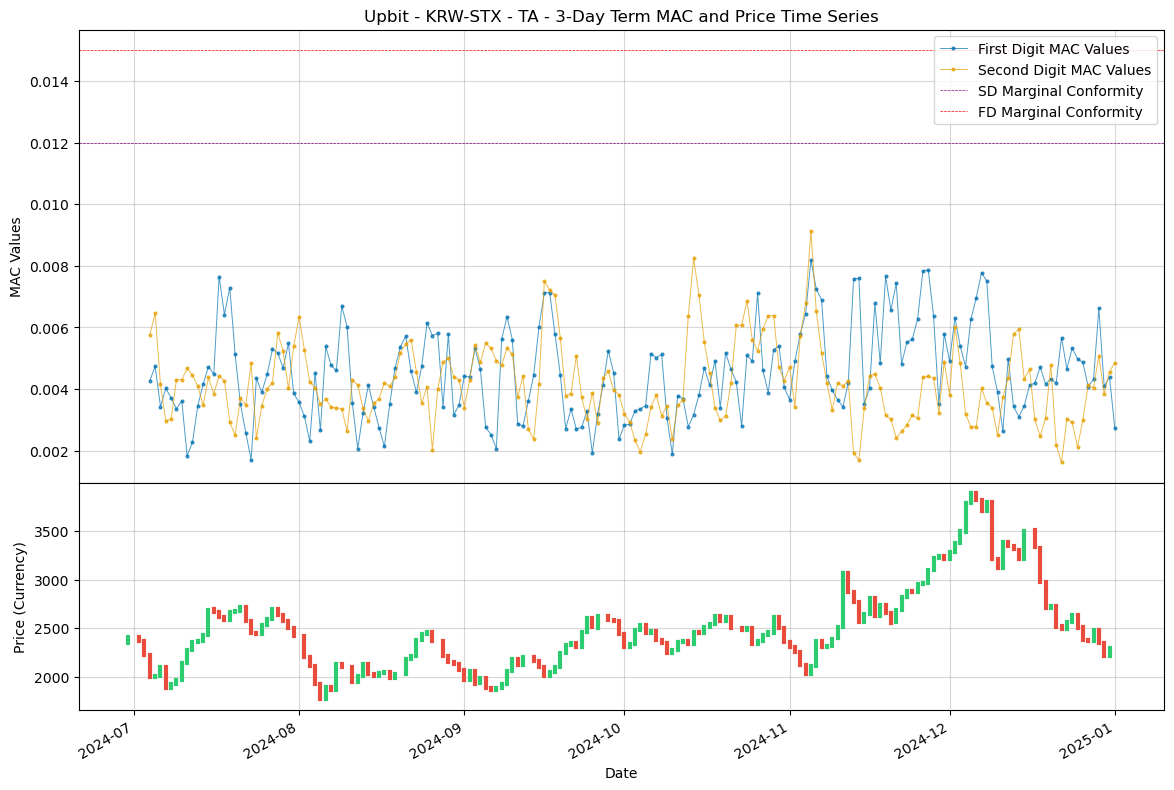 Upbit - KRW-STX - TA - 3-Day Term MAC and Price Time Series
First Digit MAC Values
Second Digit MAC Values
SD Marginal Conformity
FD Marginal Conformity
MAC Values
0.014
0.012
0.010
0.008
0.006
0.004
0.002
Price (Currency)
3500
3000
2500
2000
2024-07
2024-08
2024-09
2024-10
2024-11
2024-12
2025-01
Date